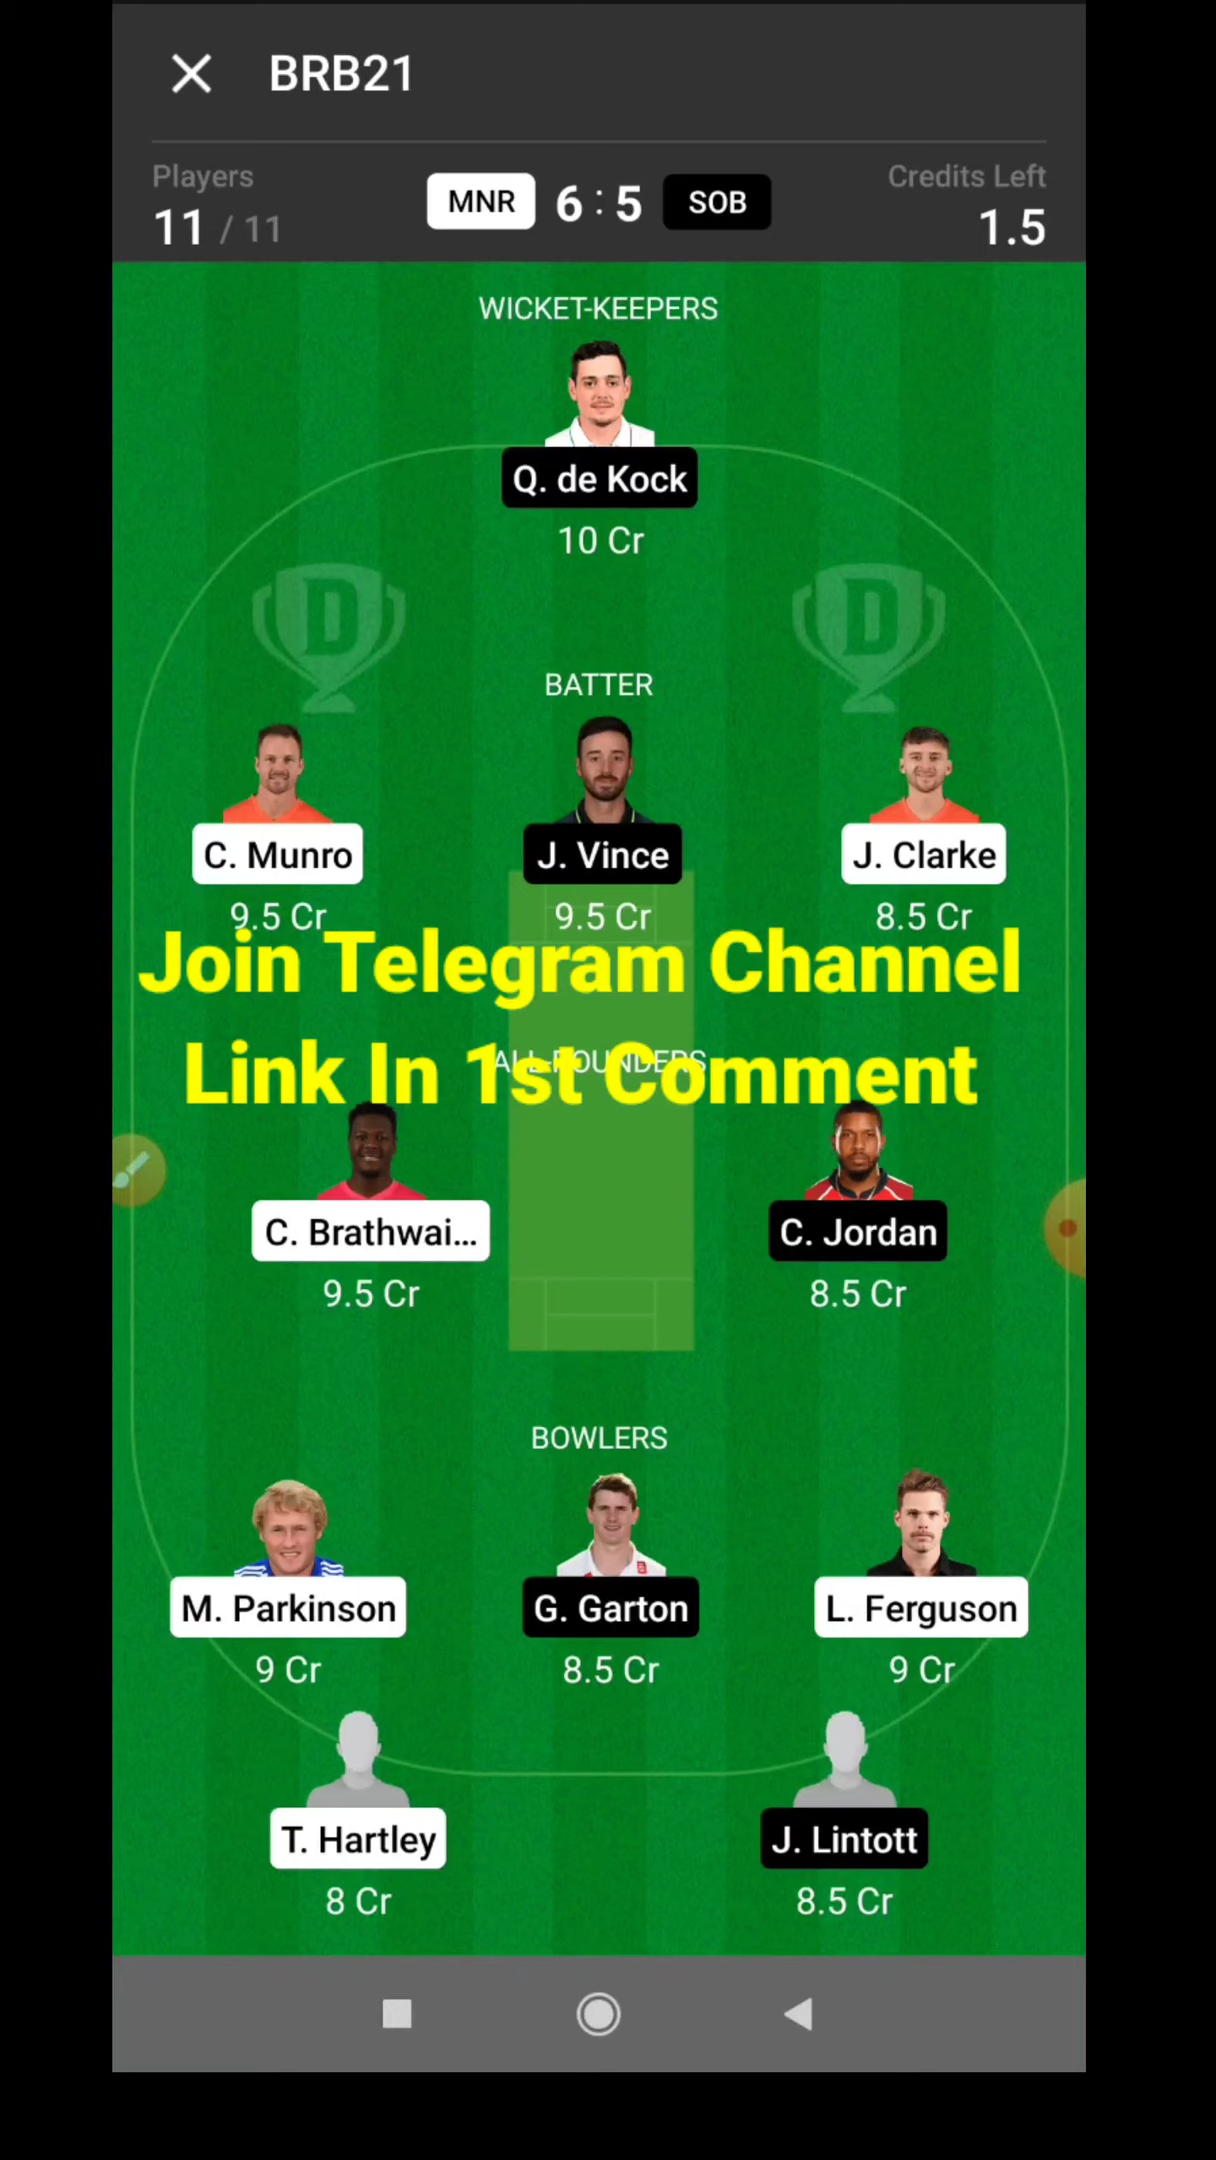 BRB21
Players
11 / 11
MNR 6 : 5 SOB
Credits Left
1.5
WICKET-KEEPERS
Q. de Kock
10 Cr
D D
BATTER
C. Munro J. Vince J. Clarke
9.5 Cr 9.5 Cr 8.5 Cr
Join Telegram Channel
ALL-ROUNDERS
Link In 1st Comment
C. Brathwai... C. Jordan
9.5 Cr 8.5 Cr
BOWLERS
M. Parkinson G. Garton L. Ferguson
9 Cr 8.5 Cr 9 Cr
T. Hartley J. Lintott
8 Cr 8.5 Cr